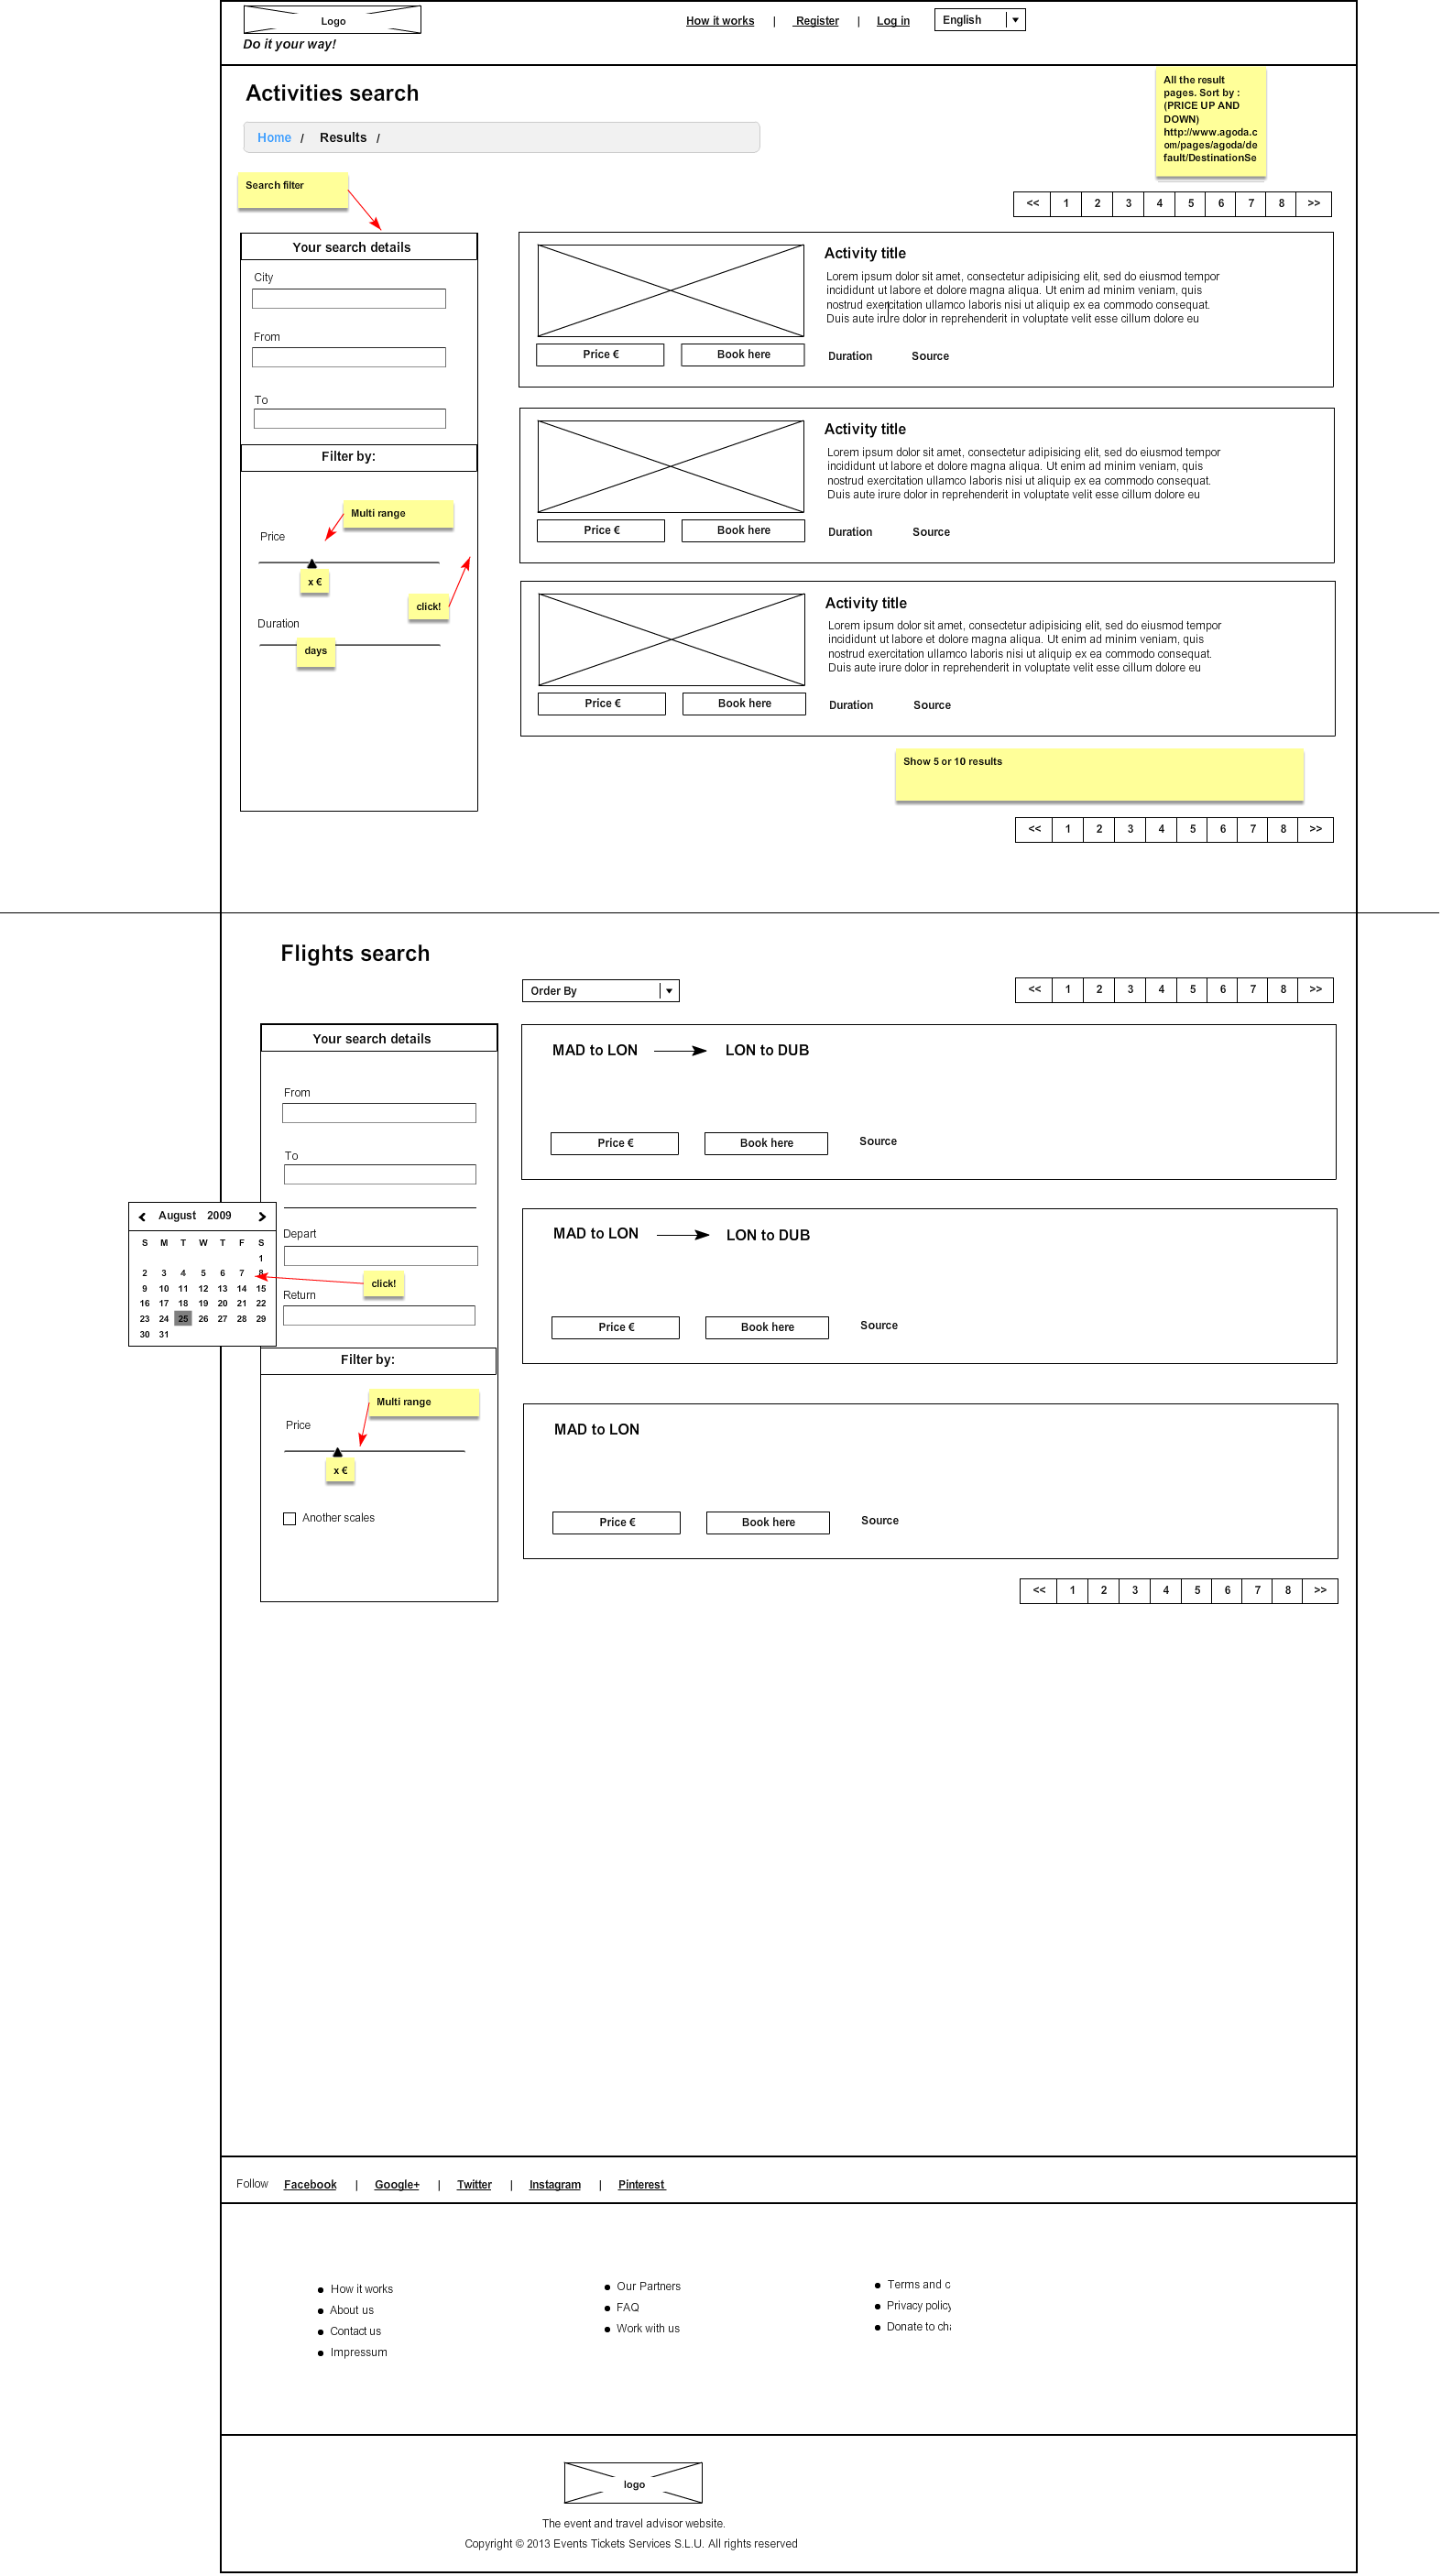 Logo
Do it your way!
How it works | Register | Log in English
Activities search
All the result
pages. Sort by :
(PRICE UP AND
DOWN)
http://www.agoda.c
om/pages/agoda/de
fault/DestinationSe
Home / Results /
Search filter
<< 1 2 3 4 5 6 7 8 >>
Your search details
City
From
To
Filter by:
Multi range
Price
x €
click!
Duration
days
Activity title
Lorem ipsum dolor sit amet, consectetur adipisicing elit, sed do eiusmod tempor
incididunt ut labore et dolore magna aliqua. Ut enim ad minim veniam, quis
nostrud exercitation ullamco laboris nisi ut aliquip ex ea commodo consequat.
Duis aute irure dolor in reprehenderit in voluptate velit esse cillum dolore eu
Price € Book here Duration Source
Activity title
Lorem ipsum dolor sit amet, consectetur adipisicing elit, sed do eiusmod tempor
incididunt ut labore et dolore magna aliqua. Ut enim ad minim veniam, quis
nostrud exercitation ullamco laboris nisi ut aliquip ex ea commodo consequat.
Duis aute irure dolor in reprehenderit in voluptate velit esse cillum dolore eu
Price € Book here Duration Source
Activity title
Lorem ipsum dolor sit amet, consectetur adipisicing elit, sed do eiusmod tempor
incididunt ut labore et dolore magna aliqua. Ut enim ad minim veniam, quis
nostrud exercitation ullamco laboris nisi ut aliquip ex ea commodo consequat.
Duis aute irure dolor in reprehenderit in voluptate velit esse cillum dolore eu
Price € Book here Duration Source
Show 5 or 10 results
<< 1 2 3 4 5 6 7 8 >>
Flights search
Order By
<< 1 2 3 4 5 6 7 8 >>
Your search details
From
To
Depart
click!
Return
August 2009
S M T W T F S
1
2 3 4 5 6 7 8
9 10 11 12 13 14 15
16 17 18 19 20 21 22
23 24 25 26 27 28 29
30 31
Filter by:
Multi range
Price
x €
Another scales
MAD to LON LON to DUB
Price € Book here Source
MAD to LON LON to DUB
Price € Book here Source
MAD to LON
Price € Book here Source
<< 1 2 3 4 5 6 7 8 >>
Follow Facebook | Google+ | Twitter | Instagram | Pinterest
How it works
About us
Contact us
Impressum
Our Partners
FAQ
Work with us
Terms and c
Privacy policy
Donate to cha
logo
The event and travel advisor website.
Copyright © 2013 Events Tickets Services S.L.U. All rights reserved